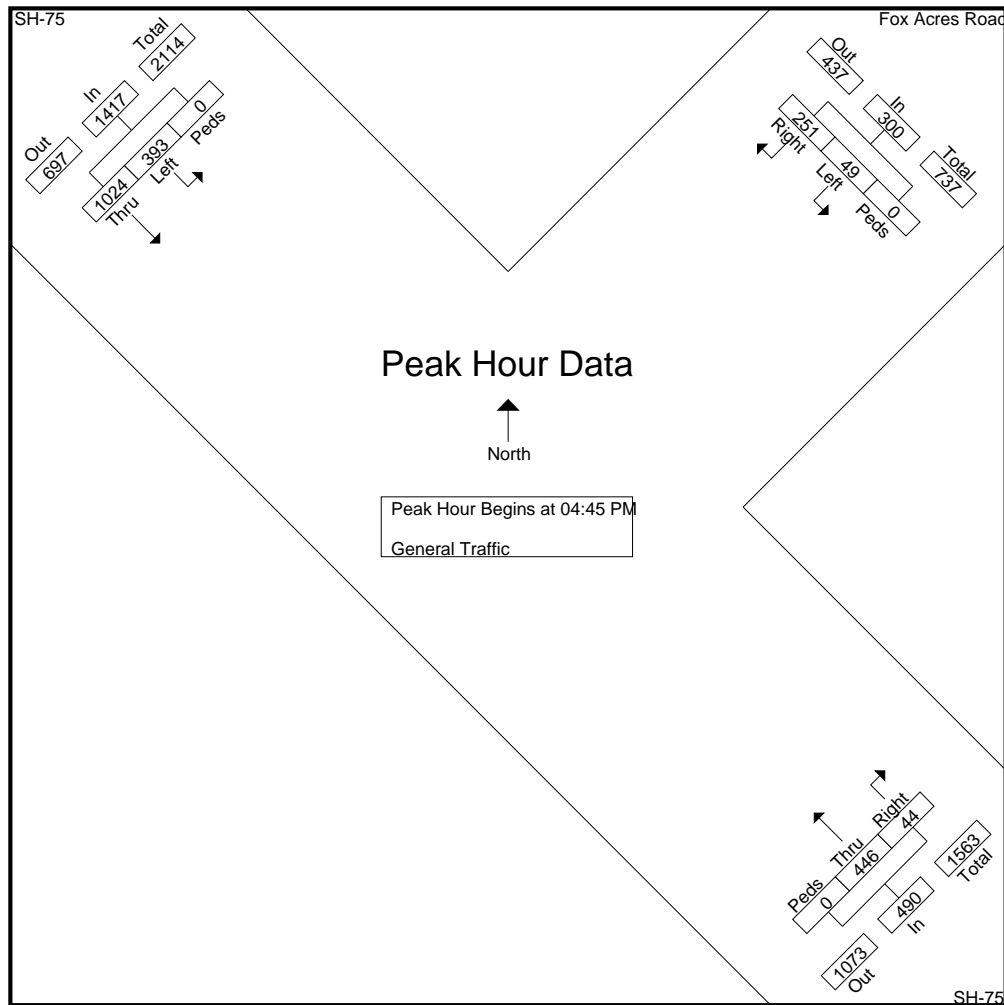 SH-75
Fox Acres Road
Out
In
Total
697
1417
2114
1024
393
0
Thru
Left
Peds
Out
In
Total
437
300
737
251
49
0
Right
Left
Peds
Peak Hour Data
North
Peak Hour Begins at 04:45 PM
General Traffic
Peds
Thru
Right
0
446
44
1073
490
1563
Out
In
Total
SH-75